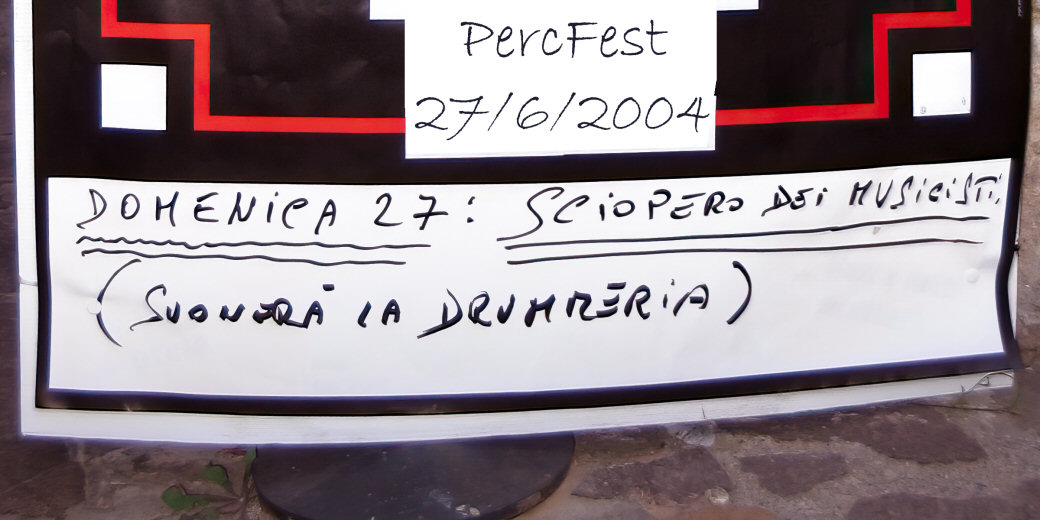 PercFest
27/6/2004
DOMENiCA 27: SCiOPERO DEi MUSiCiSTi.
(SUONERÀ LA DRUMMERiA)